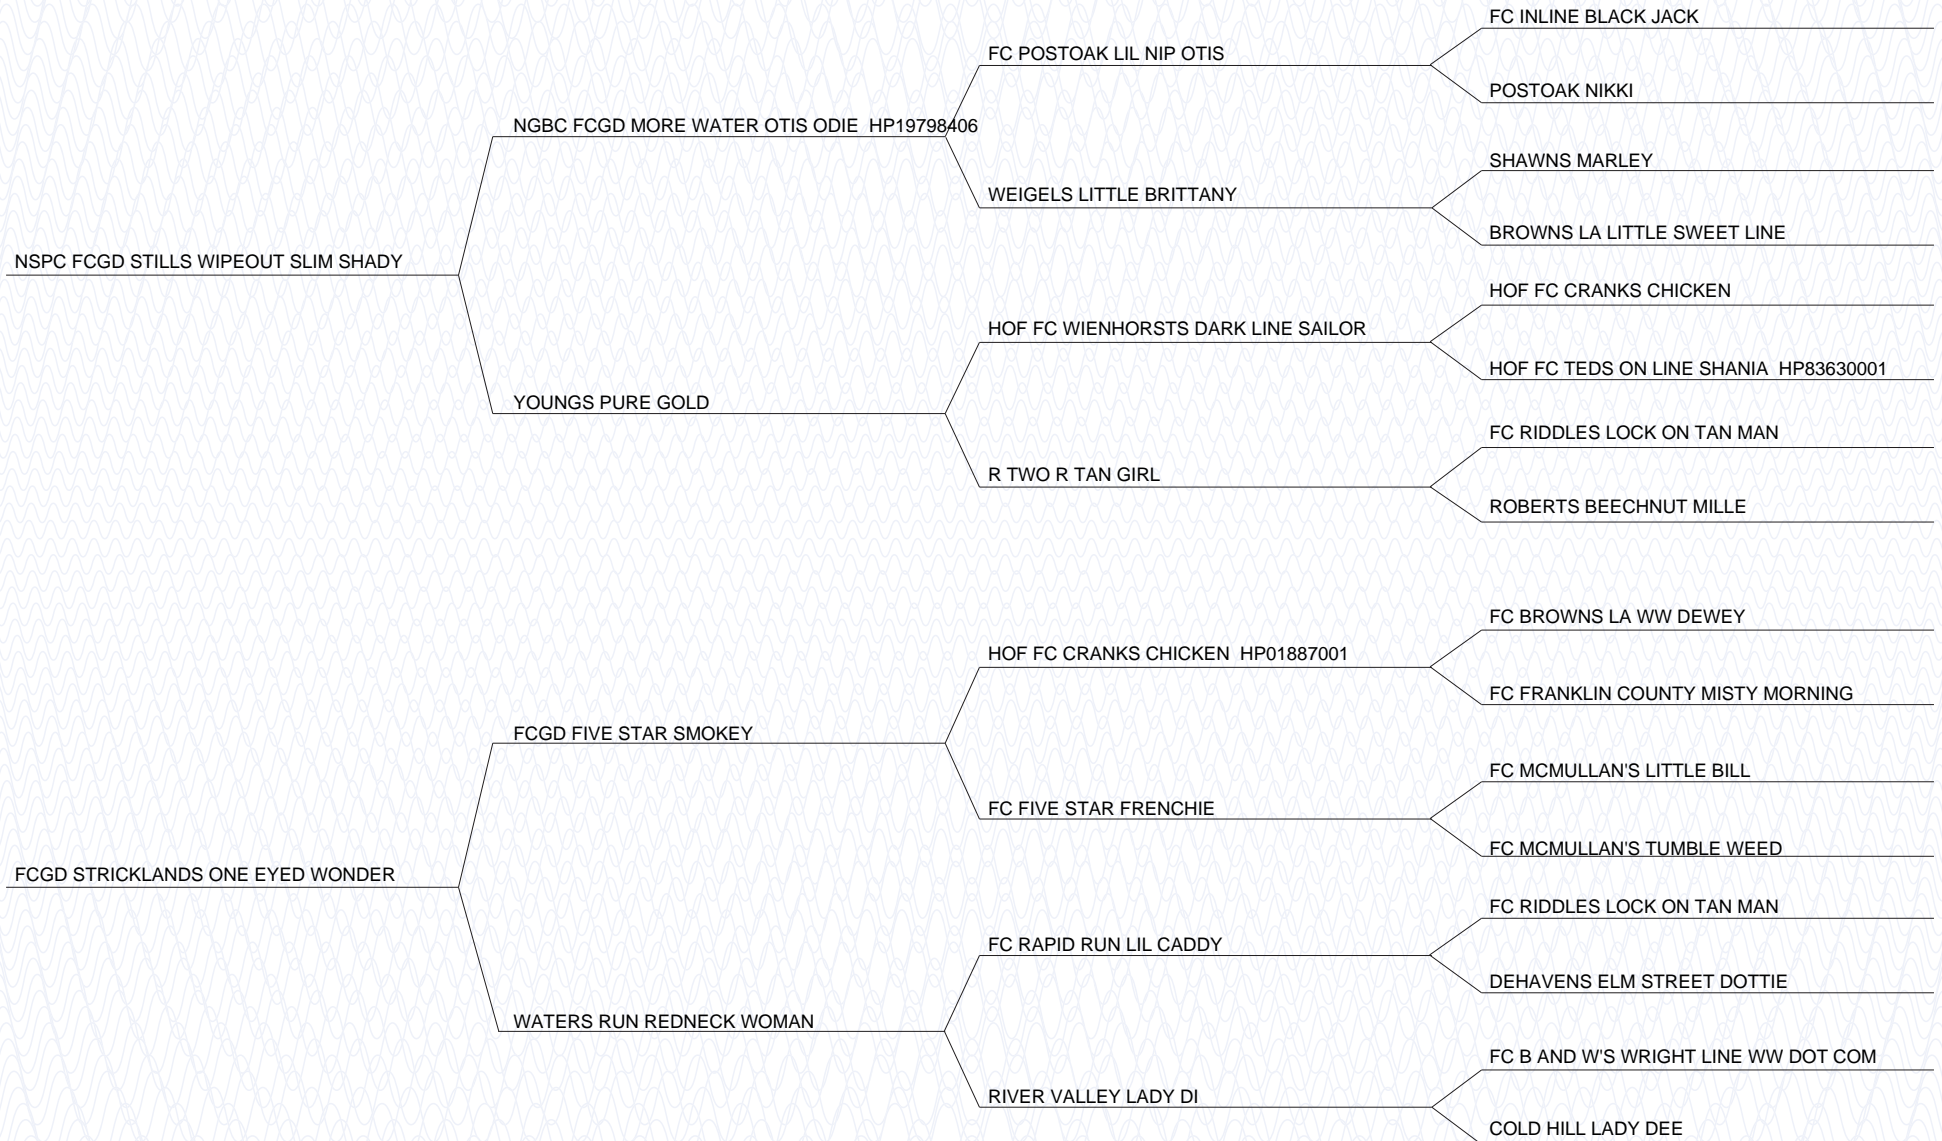 FC INLINE BLACK JACK
FC POSTOAK LIL NIP OTIS
POSTOAK NIKKI
NGBC FCGD MORE WATER OTIS ODIE HP19798406
SHAWNS MARLEY
WEIGELS LITTLE BRITTANY
BROWNS LA LITTLE SWEET LINE
NSPC FCGD STILLS WIPEOUT SLIM SHADY
HOF FC CRANKS CHICKEN
HOF FC WIENHORSTS DARK LINE SAILOR
HOF FC TEDS ON LINE SHANIA HP83630001
YOUNGS PURE GOLD
FC RIDDLES LOCK ON TAN MAN
R TWO R TAN GIRL
ROBERTS BEECHNUT MILLE
FC BROWNS LA WW DEWEY
HOF FC CRANKS CHICKEN HP01887001
FC FRANKLIN COUNTY MISTY MORNING
FCGD FIVE STAR SMOKEY
FC MCMULLAN'S LITTLE BILL
FC FIVE STAR FRENCHIE
FC MCMULLAN'S TUMBLE WEED
FCGD STRICKLANDS ONE EYED WONDER
FC RIDDLES LOCK ON TAN MAN
FC RAPID RUN LIL CADDY
DEHAVENS ELM STREET DOTTIE
WATERS RUN REDNECK WOMAN
FC B AND W'S WRIGHT LINE WW DOT COM
RIVER VALLEY LADY DI
COLD HILL LADY DEE